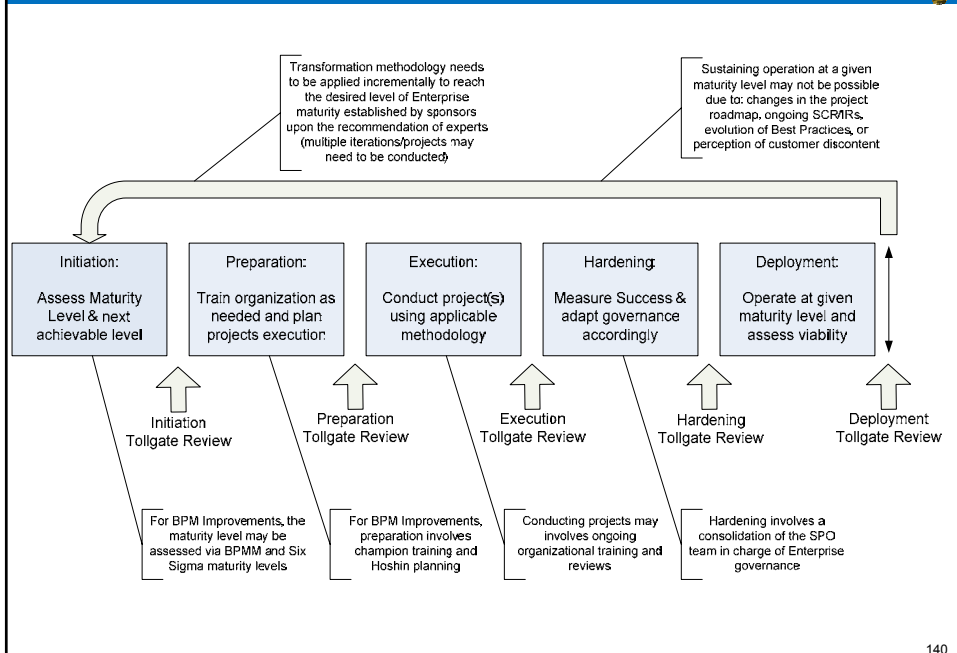 Transformation methodology needs
to be applied incrementally to reach
the desired level of Enterprise
maturity established by sponsors
upon the recommendation of experts
(multiple iterations/projects may
need to be conducted)
Sustaining operation at a given
maturity level may not be possible
due to: changes in the project
roadmap, ongoing SCR/IRs,
evolution of Best Practices, or
perception of customer discontent
Initiation:
Assess Maturity
Level & next
achievable level
Preparation:
Train organization as
needed and plan
projects execution
Execution:
Conduct project(s)
using applicable
methodology
Hardening:
Measure Success &
adapt governance
accordingly
Deployment:
Operate at given
maturity level and
assess viability
Initiation
Tollgate Review
Preparation
Tollgate Review
Execution
Tollgate Review
Hardening
Tollgate Review
Deployment
Tollgate Review
For BPM Improvements, the
maturity level may be
assessed via BPMM and Six
Sigma maturity levels
For BPM Improvements,
preparation involves
champion training and
Hoshin planning
Conducting projects may
involves ongoing
organizational training and
reviews
Hardening involves a
consolidation of the SPO
team in charge of Enterprise
governance
140